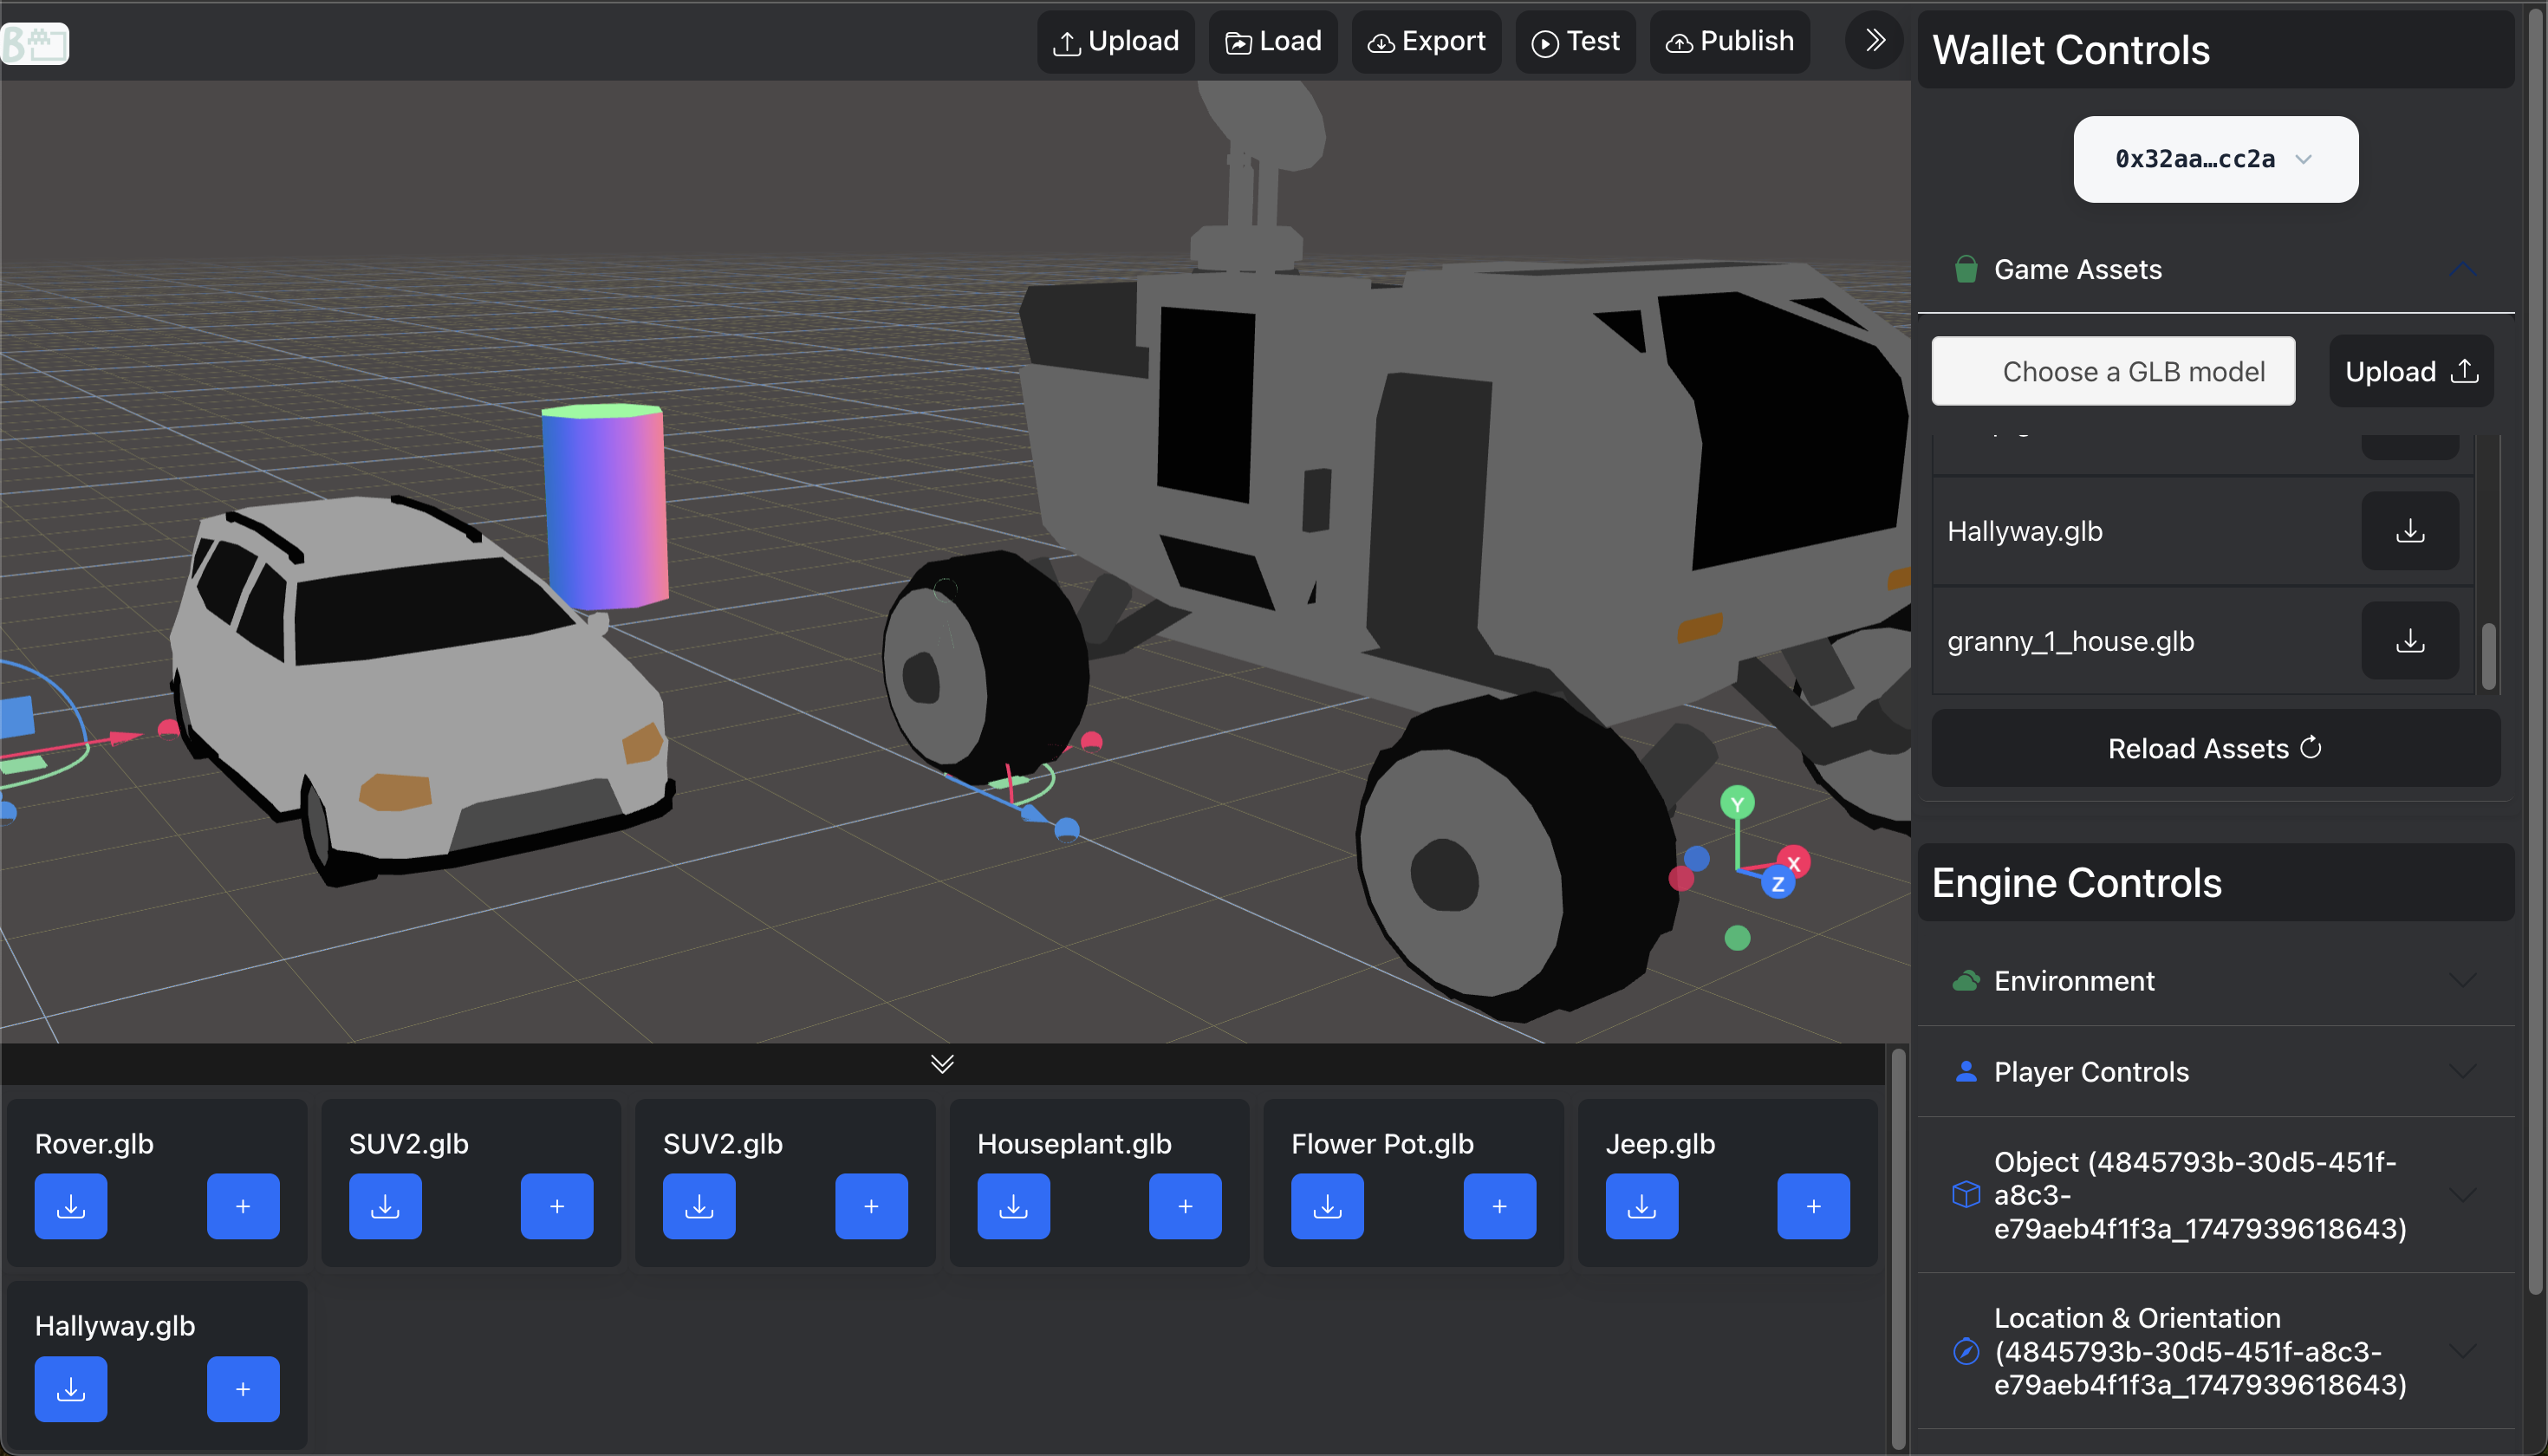 B
Upload
Load
Export
Test
Publish
Wallet Controls
0x32aa…cc2a
Game Assets
Choose a GLB model
Upload
Hallyway.glb
granny_1_house.glb
Reload Assets
Engine Controls
Environment
Player Controls
Object (4845793b-30d5-451f-
a8c3-
e79aeb4f1f3a_1747939618643)
Location & Orientation
(4845793b-30d5-451f-a8c3-
e79aeb4f1f3a_1747939618643)
Y
X
Z
Rover.glb
SUV2.glb
SUV2.glb
Houseplant.glb
Flower Pot.glb
Jeep.glb
+
+
+
+
+
+
Hallyway.glb
+